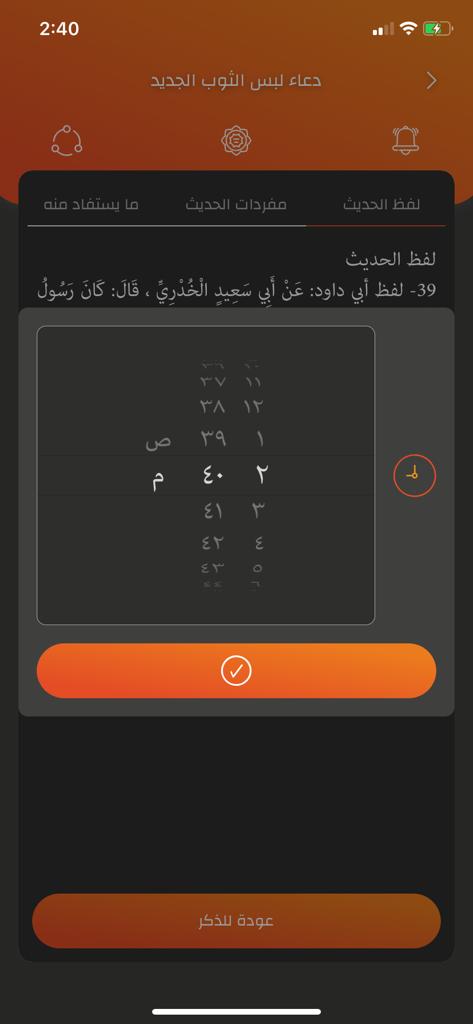 2:40
دعاء لبس الثوب الجديد
لفظ الحديث
مفردات الحديث
ما يستفاد منه
لفظ الحديث
39- لفظ أبي داود: عَنْ أَبِي سَعِيدٍ الْخُدْرِيِّ ، قَالَ: كَانَ رَسُولُ
١١ ٣٧
١٢ ٣٨
١ ٣٩ ص
٢ ٤٠ م
٣ ٤١
٤ ٤٢
٥ ٤٣
عودة للذكر